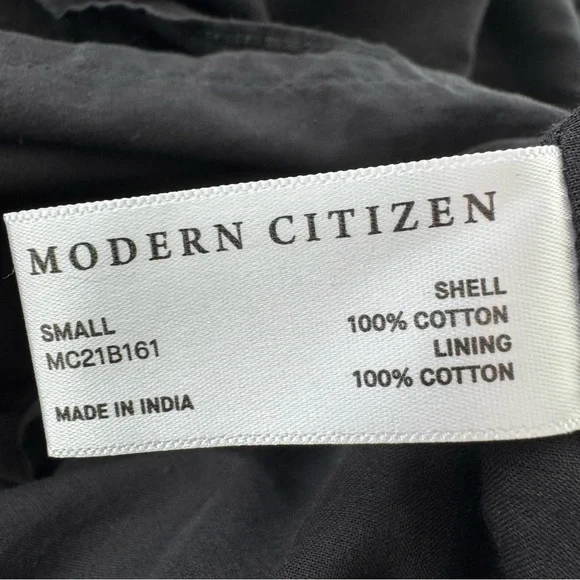 MODERN CITIZEN
SMALL
MC21B161
MADE IN INDIA
SHELL
100% COTTON
LINING
100% COTTON